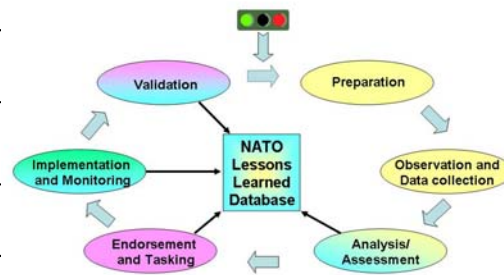 Validation
Preparation
NATO
Lessons
Learned
Database
Implementation
and Monitoring
Observation and
Data collection
Endorsement
and Tasking
Analysis/
Assessment